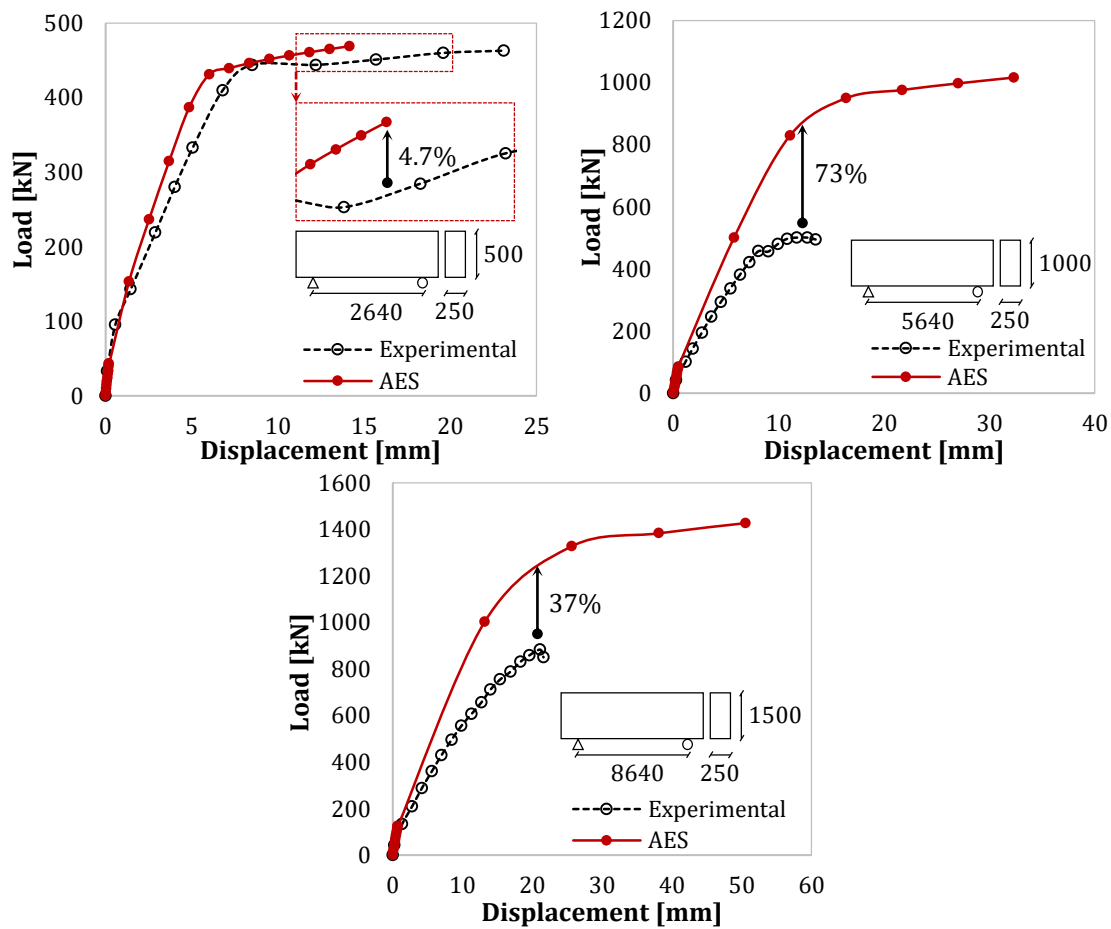 500
400
300
200
100
0
Load [kN]
4.7%
500
2640
250
Experimental
AES
0 5 10 15 20 25
Displacement [mm]
1200
1000
800
600
400
200
0
Load [kN]
73%
1000
5640
250
Experimental
AES
0 10 20 30 40
Displacement [mm]
1600
1400
1200
1000
800
600
400
200
0
Load [kN]
37%
1500
8640
250
Experimental
AES
0 10 20 30 40 50 60
Displacement [mm]